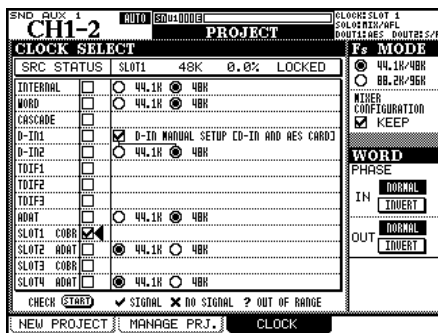 SND AUX 1
CH1-2
AUTO
PROJECT
CLOCK:SLOT 1
SOLO:MIX/AFL
DOUT1:AES DOUT2:S/P
CLOCK SELECT
SRC STATUS SLOT1 48K 0.0% LOCKED
INTERNAL 44.1K 48K
WORD 44.1K 48K
CASCADE
D-IN1 D-IN MANUAL SETUP [D-IN AND AES CARD]
D-IN2 44.1K 48K
TDIF1
TDIF2
TDIF3
ADAT 44.1K 48K
SLOT1 COBR
SLOT2 ADAT 44.1K 48K
SLOT3 COBR
SLOT4 ADAT 44.1K 48K
CHECK START ✓ SIGNAL ✗ NO SIGNAL ? OUT OF RANGE
Fs MODE
44.1K/48K
88.2K/96K
MIXER
CONFIGURATION
KEEP
WORD
PHASE
IN NORMAL
INVERT
OUT NORMAL
INVERT
NEW PROJECT MANAGE PRJ. CLOCK